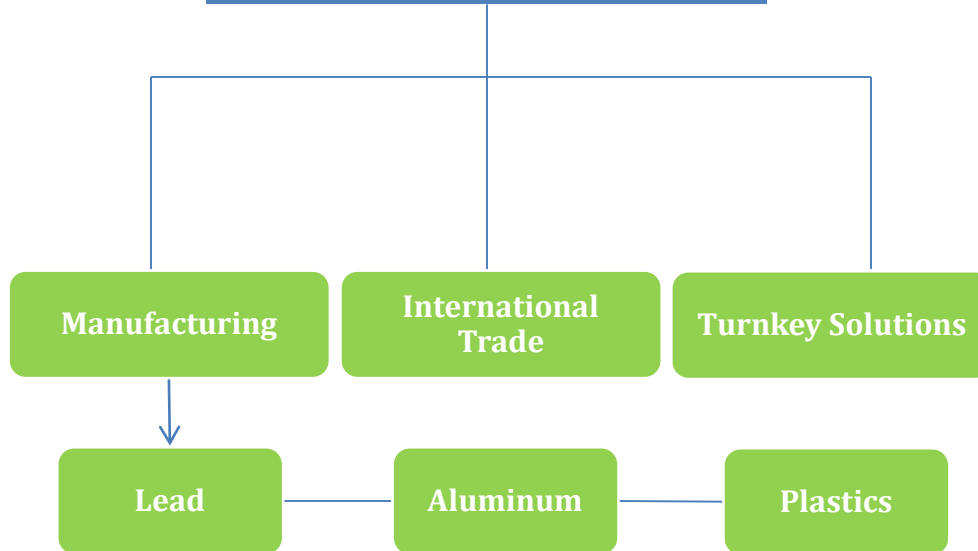 Manufacturing
International
Trade
Turnkey Solutions
Lead
Aluminum
Plastics